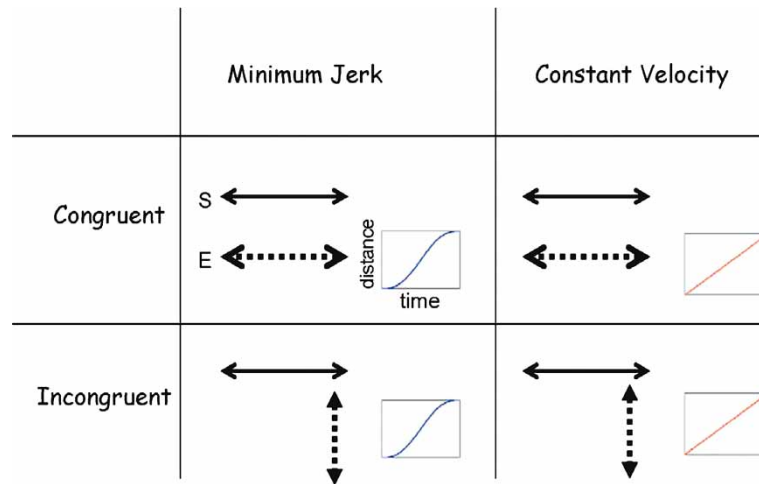 Minimum Jerk
Constant Velocity
Congruent
S
E
distance
time
Incongruent